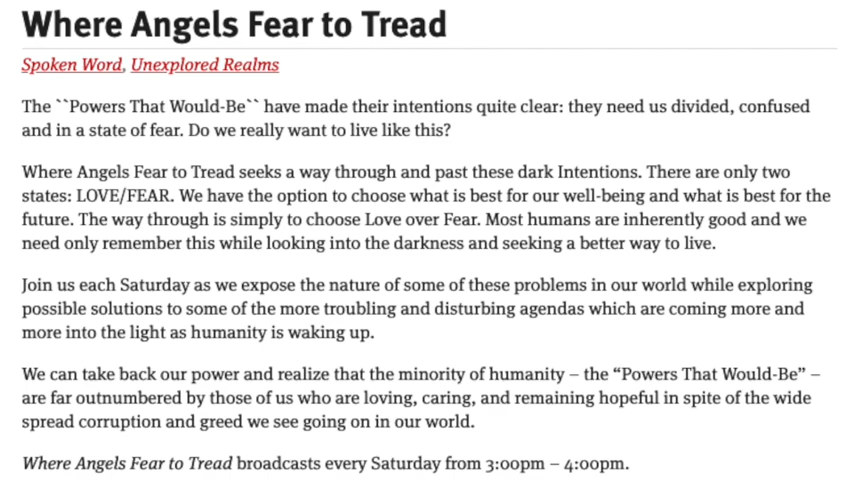 Where Angels Fear to Tread
Spoken Word, Unexplored Realms
The ``Powers That Would-Be`` have made their intentions quite clear: they need us divided, confused
and in a state of fear. Do we really want to live like this?
Where Angels Fear to Tread seeks a way through and past these dark Intentions. There are only two
states: LOVE/FEAR. We have the option to choose what is best for our well-being and what is best for the
future. The way through is simply to choose Love over Fear. Most humans are inherently good and we
need only remember this while looking into the darkness and seeking a better way to live.
Join us each Saturday as we expose the nature of some of these problems in our world while exploring
possible solutions to some of the more troubling and disturbing agendas which are coming more and
more into the light as humanity is waking up.
We can take back our power and realize that the minority of humanity – the “Powers That Would-Be” –
are far outnumbered by those of us who are loving, caring, and remaining hopeful in spite of the wide
spread corruption and greed we see going on in our world.
Where Angels Fear to Tread broadcasts every Saturday from 3:00pm – 4:00pm.